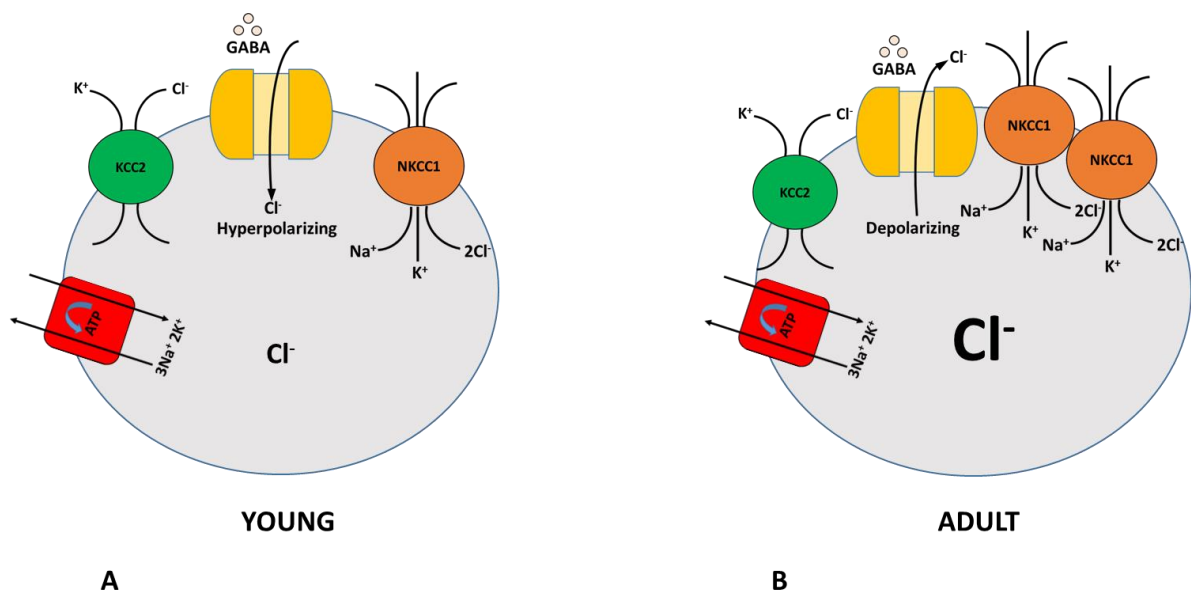 GABA
K⁺
Cl⁻
KCC2
NKCC1
Cl⁻
Hyperpolarizing
Na⁺
K⁺
2Cl⁻
ATP
3Na⁺ 2K⁺
Cl⁻
YOUNG
A
GABA
Cl⁻
K⁺
Cl⁻
KCC2
NKCC1
NKCC1
Depolarizing
Na⁺
K⁺
2Cl⁻
Na⁺
K⁺
2Cl⁻
ATP
3Na⁺ 2K⁺
Cl⁻
ADULT
B